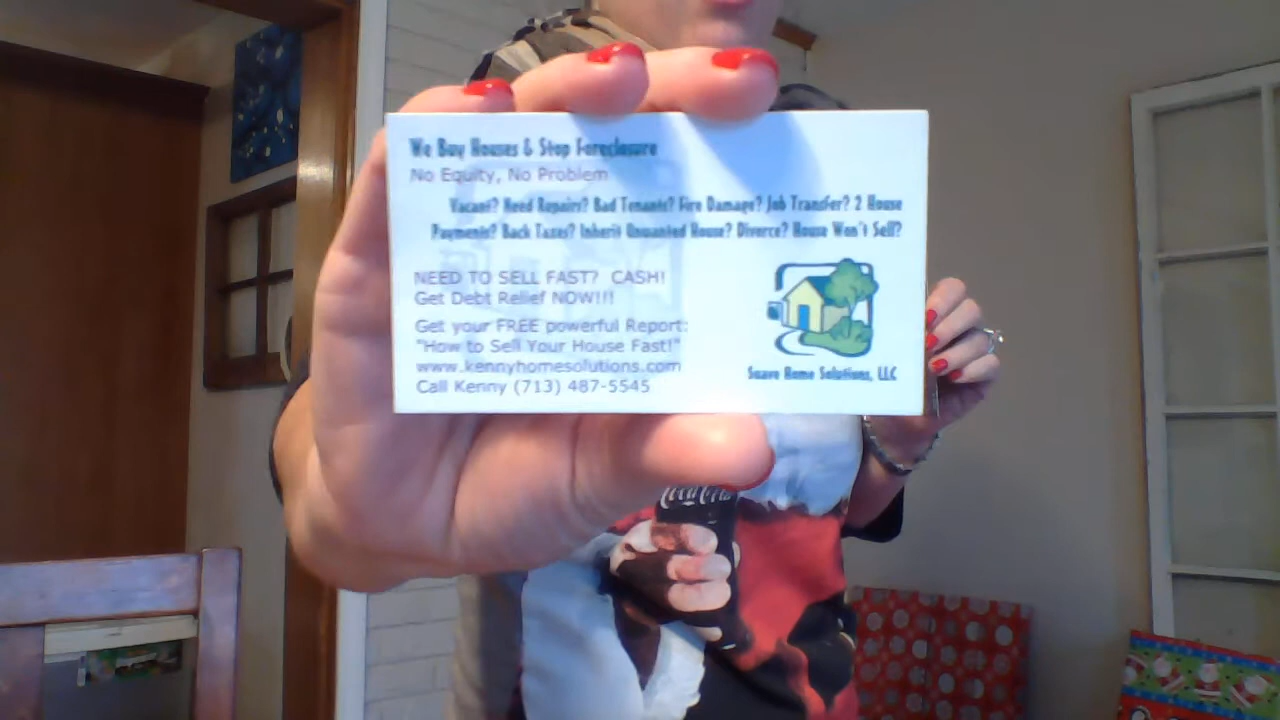 We Buy Houses & Stop Foreclosure
No Equity, No Problem
Vacant? Need Repairs? Bad Tenants? Fire Damage? Job Transfer? 2 House
Payments? Back Taxes? Inherit Unwanted House? Divorce? House Won't Sell?
NEED TO SELL FAST? CASH!
Get Debt Relief NOW!!!
Get your FREE powerful Report:
"How to Sell Your House Fast!"
www.kennyhomesolutions.com
Call Kenny (713) 487-5545
Suave Home Solutions, LLC
Coca-Cola